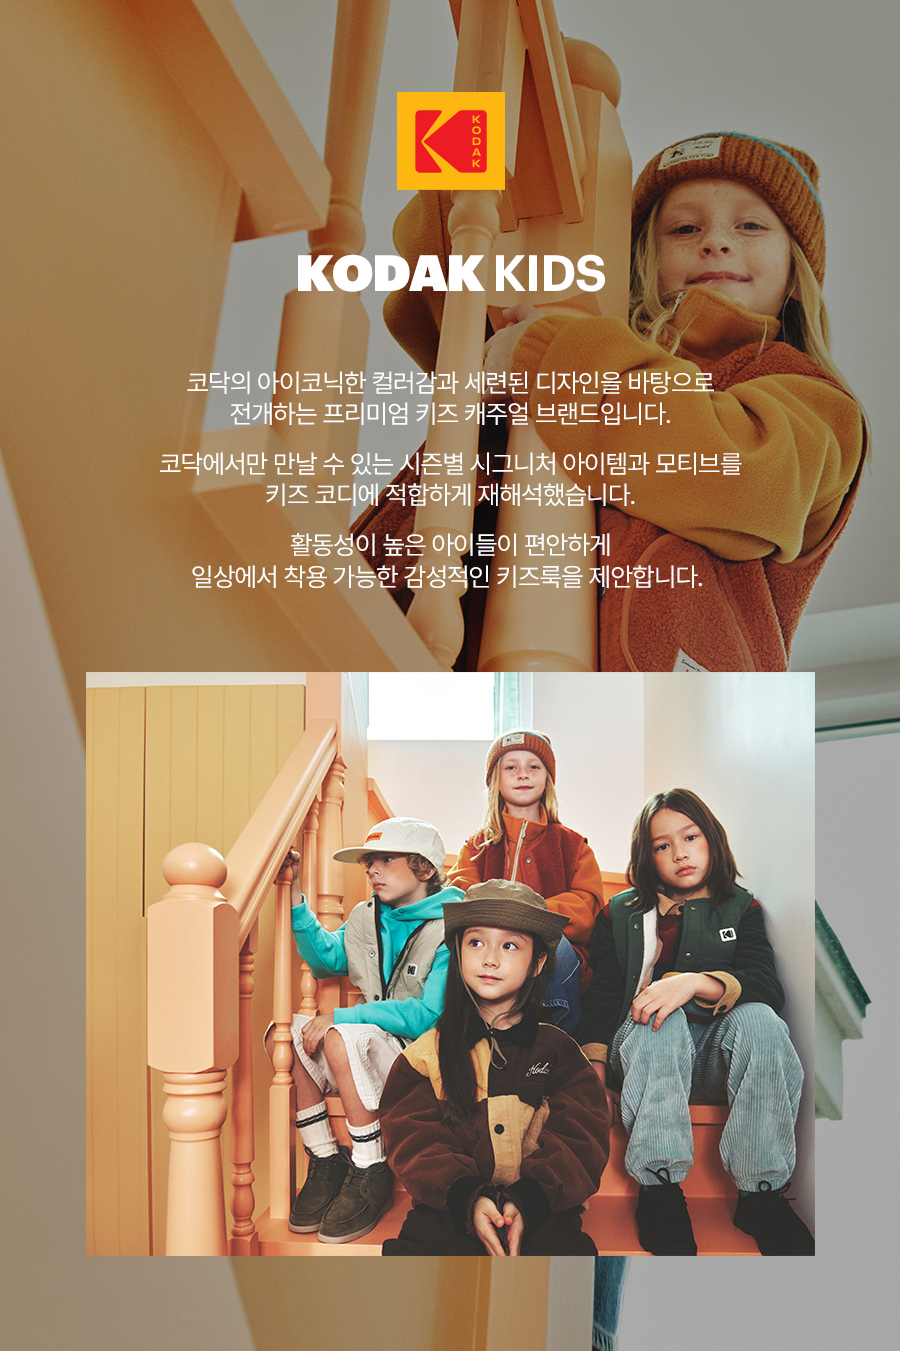 KODAK
KODAK KIDS
코닥의 아이코닉한 컬러감과 세련된 디자인을 바탕으로
전개하는 프리미엄 키즈 캐주얼 브랜드입니다.
코닥에서만 만날 수 있는 시즌별 시그니처 아이템과 모티브를
키즈 코디에 적합하게 재해석했습니다.
활동성이 높은 아이들이 편안하게
일상에서 착용 가능한 감성적인 키즈룩을 제안합니다.